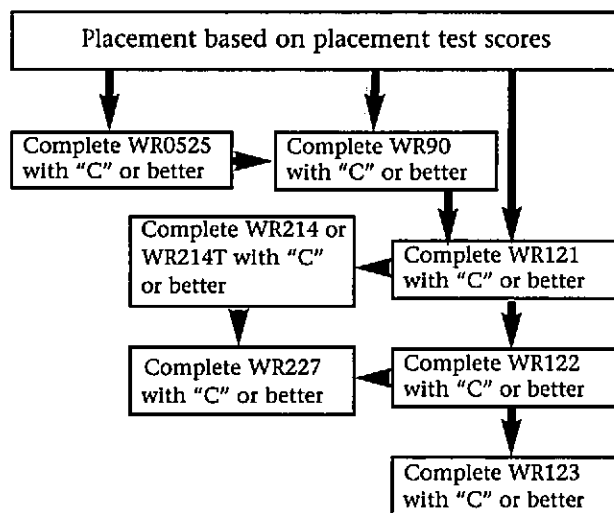 Placement based on placement test scores
Complete WR0525
with "C" or better
Complete WR90
with "C" or better
Complete WR214 or
WR214T with "C"
or better
Complete WR121
with "C" or better
Complete WR227
with "C" or better
Complete WR122
with "C" or better
Complete WR123
with "C" or better